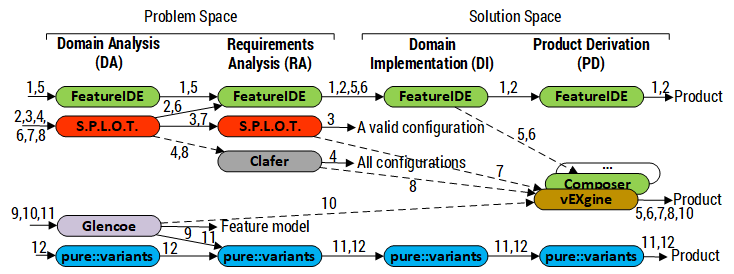 Problem Space
Solution Space
Domain Analysis
(DA)
Requirements
Analysis (RA)
Domain
Implementation (DI)
Product Derivation
(PD)
1,5
FeatureIDE
1,5
FeatureIDE
1,2,5,6
FeatureIDE
1,2
FeatureIDE
1,2
Product
2,6
2,3,4,
6,7,8
S.P.L.O.T.
3,7
S.P.L.O.T.
3
A valid configuration
5,6
4,8
Clafer
4
All configurations
7
8
...
Composer
vEXgine
Product
5,6,7,8,10
9,10,11
Glencoe
10
Feature model
9
11
12
pure::variants
12
pure::variants
11,12
pure::variants
11,12
pure::variants
11,12
Product